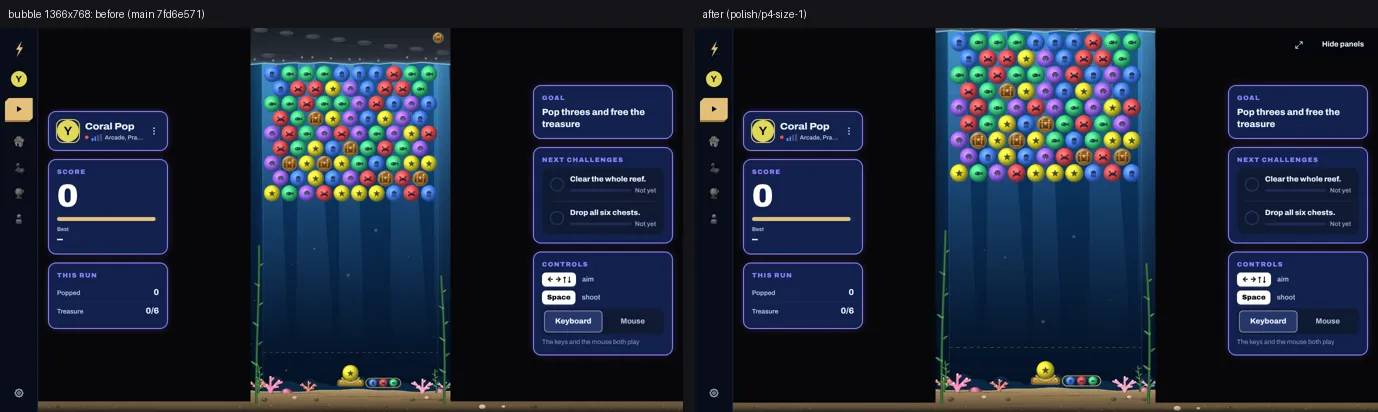 bubble 1366x768: before (main 7fd6e571)
Y
Y
Coral Pop
Arcade, Pra...
SCORE
0
Best
–
THIS RUN
Popped 0
Treasure 0/6
GOAL
Pop threes and free the
treasure
NEXT CHALLENGES
Clear the whole reef.
Not yet
Drop all six chests.
Not yet
CONTROLS
← → ↑ ↓ aim
Space shoot
Keyboard Mouse
The keys and the mouse both play
after (polish/p4-size-1)
Hide panels
Y
Y
Coral Pop
Arcade, Pra...
SCORE
0
Best
–
THIS RUN
Popped 0
Treasure 0/6
GOAL
Pop threes and free the
treasure
NEXT CHALLENGES
Clear the whole reef.
Not yet
Drop all six chests.
Not yet
CONTROLS
← → ↑ ↓ aim
Space shoot
Keyboard Mouse
The keys and the mouse both play